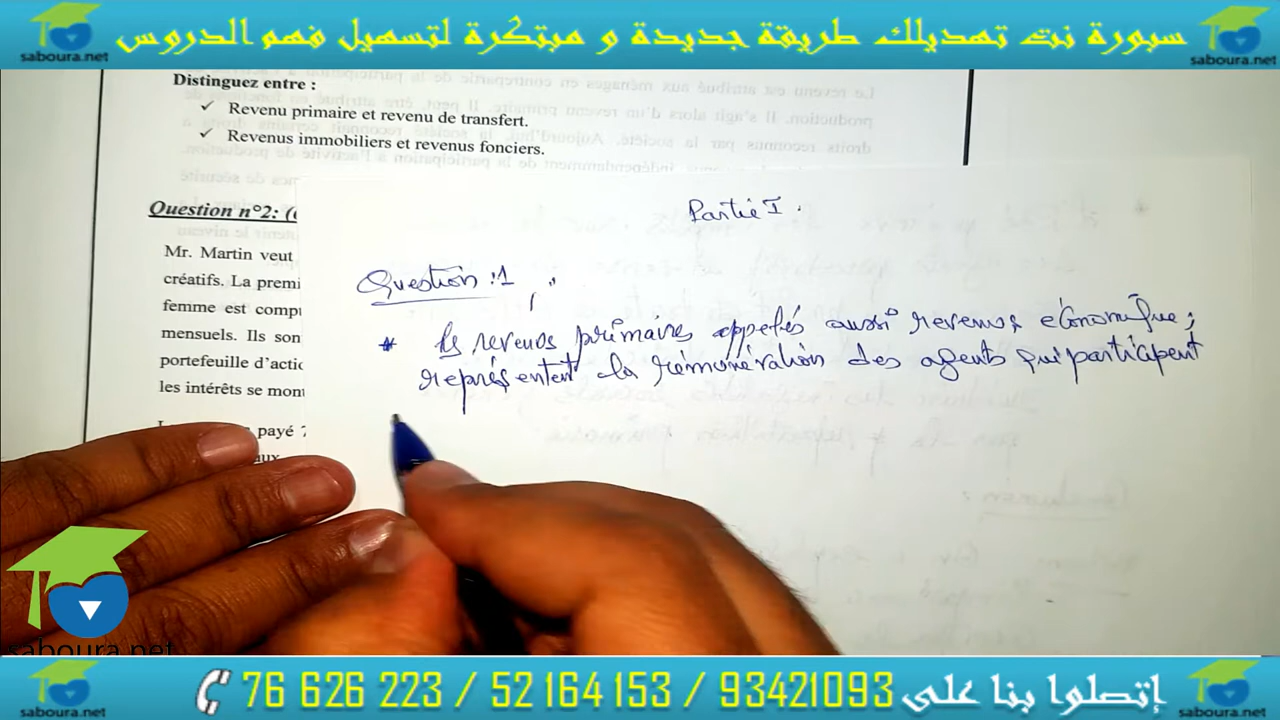 سبورة نت تهديلك طريقة جديدة و مبتكرة لتسهيل فهم الدروس
saboura.net
saboura.net
Distinguez entre :
✓ Revenu primaire et revenu de transfert.
✓ Revenus immobiliers et revenus fonciers.
Question n°2: (
Mr. Martin veut
créatifs. La premi
femme est compt
mensuels. Ils son
portefeuille d'actio
les intérêts se mont
payé
aux
Partie I.
Question :1
* les revenus primaires appelés aussi revenus économique,
représentent la rémunération des agents qui participent
saboura.net
saboura.net
76 626 223 / 52 164 153 / 93421093 إتصلوا بنا على
saboura.net